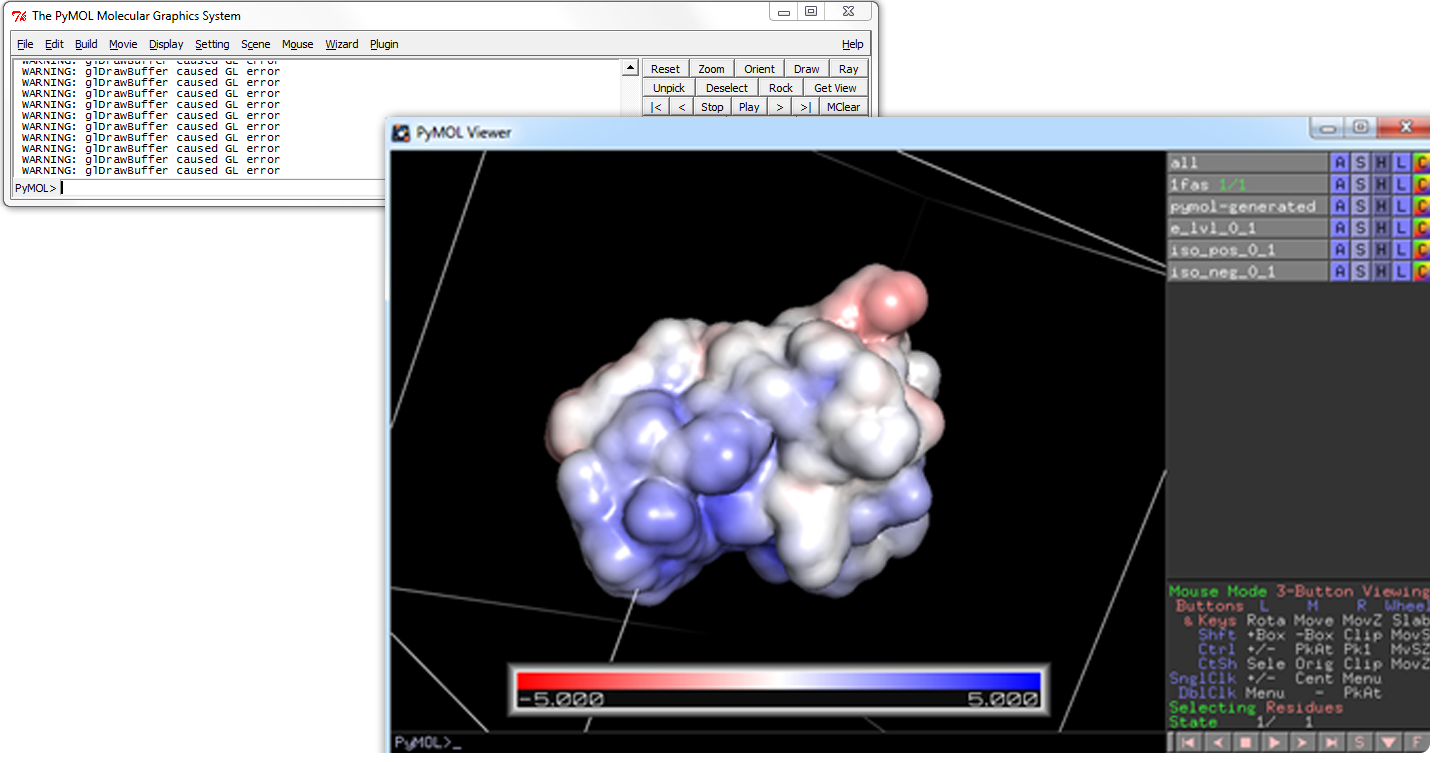 The PyMOL Molecular Graphics System
File Edit Build Movie Display Setting Scene Mouse Wizard Plugin Help
WARNING: glDrawBuffer caused GL error
WARNING: glDrawBuffer caused GL error
WARNING: glDrawBuffer caused GL error
WARNING: glDrawBuffer caused GL error
WARNING: glDrawBuffer caused GL error
WARNING: glDrawBuffer caused GL error
WARNING: glDrawBuffer caused GL error
WARNING: glDrawBuffer caused GL error
WARNING: glDrawBuffer caused GL error
WARNING: glDrawBuffer caused GL error
WARNING: glDrawBuffer caused GL error
PyMOL>
Reset Zoom Orient Draw Ray
Unpick Deselect Rock Get View
|< < Stop Play > >| MClear
PyMOL Viewer
all A S H L C
1fas 1/1 A S H L C
pymol-generated A S H L C
e_lvl_0_1 A S H L C
iso_pos_0_1 A S H L C
iso_neg_0_1 A S H L C
-5.000 5.000
Mouse Mode 3-Button Viewing
Buttons L M R Wheel
& Keys Rota Move MovZ Slab
Shft +Box -Box Clip MovS
Ctrl +/- PkAt Pk1 MvSZ
CtSh Sele Orig Clip MovZ
SnglClk +/- Cent Menu
DblClk Menu - PkAt
Selecting Residues
State 1/ 1
PyMOL>_
S F